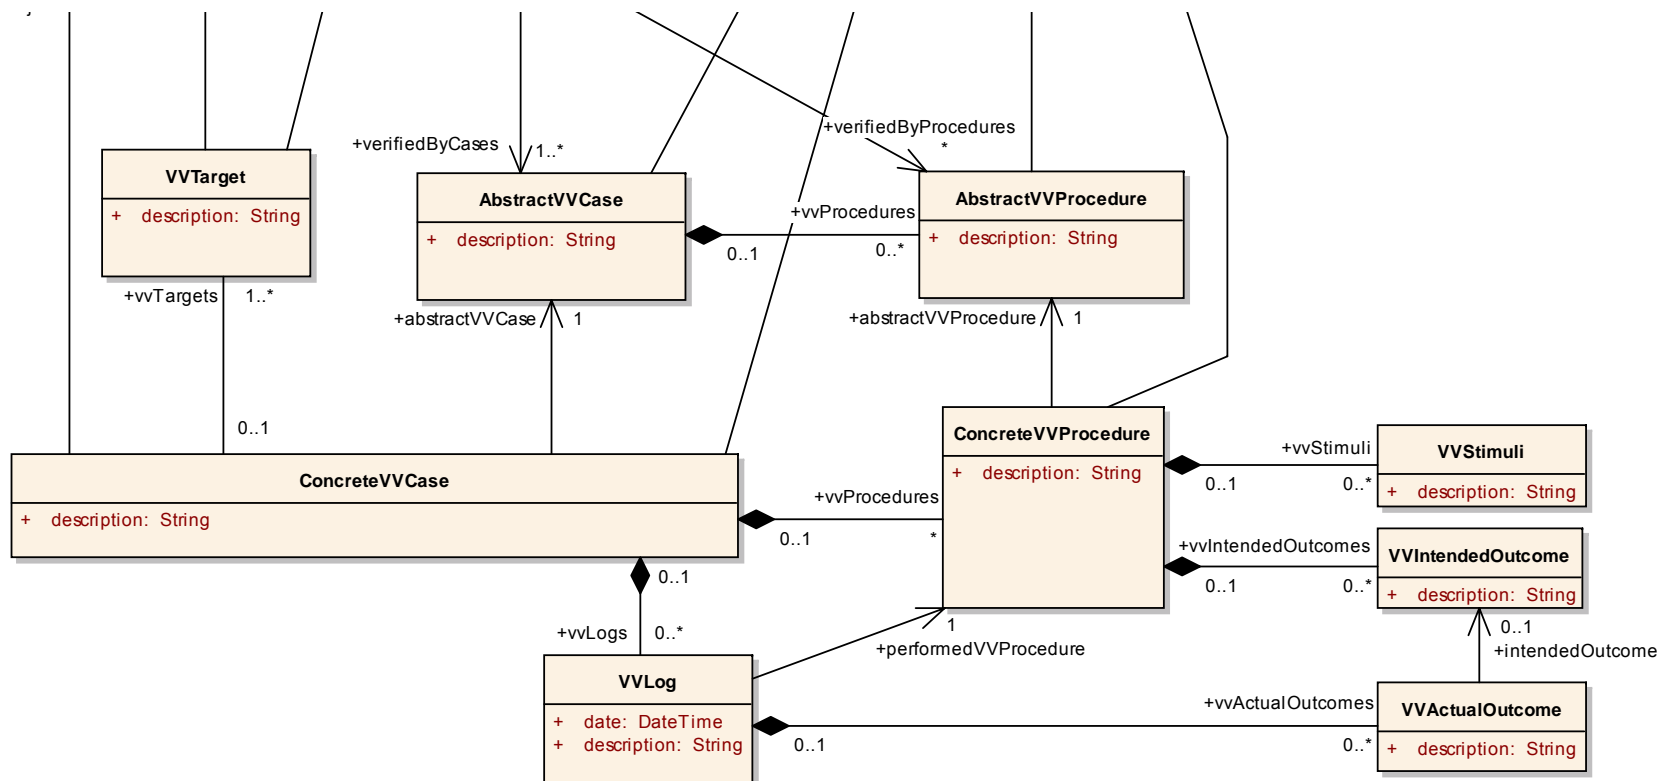 +verifiedByCases
1..*
+verifiedByProcedures
*
VVTarget
+ description: String
AbstractVVCase
+ description: String
AbstractVVProcedure
+ description: String
+vvProcedures
0..1
0..*
+vvTargets
1..*
+abstractVVCase
1
+abstractVVProcedure
1
0..1
ConcreteVVCase
+ description: String
ConcreteVVProcedure
+ description: String
+vvStimuli
0..1
0..*
VVStimuli
+ description: String
+vvProcedures
0..1
*
+vvIntendedOutcomes
0..1
0..*
VVIntendedOutcome
+ description: String
0..1
+vvLogs
0..*
1
+performedVVProcedure
0..1
+intendedOutcome
VVLog
+ date: DateTime
+ description: String
+vvActualOutcomes
0..1
0..*
VVActualOutcome
+ description: String